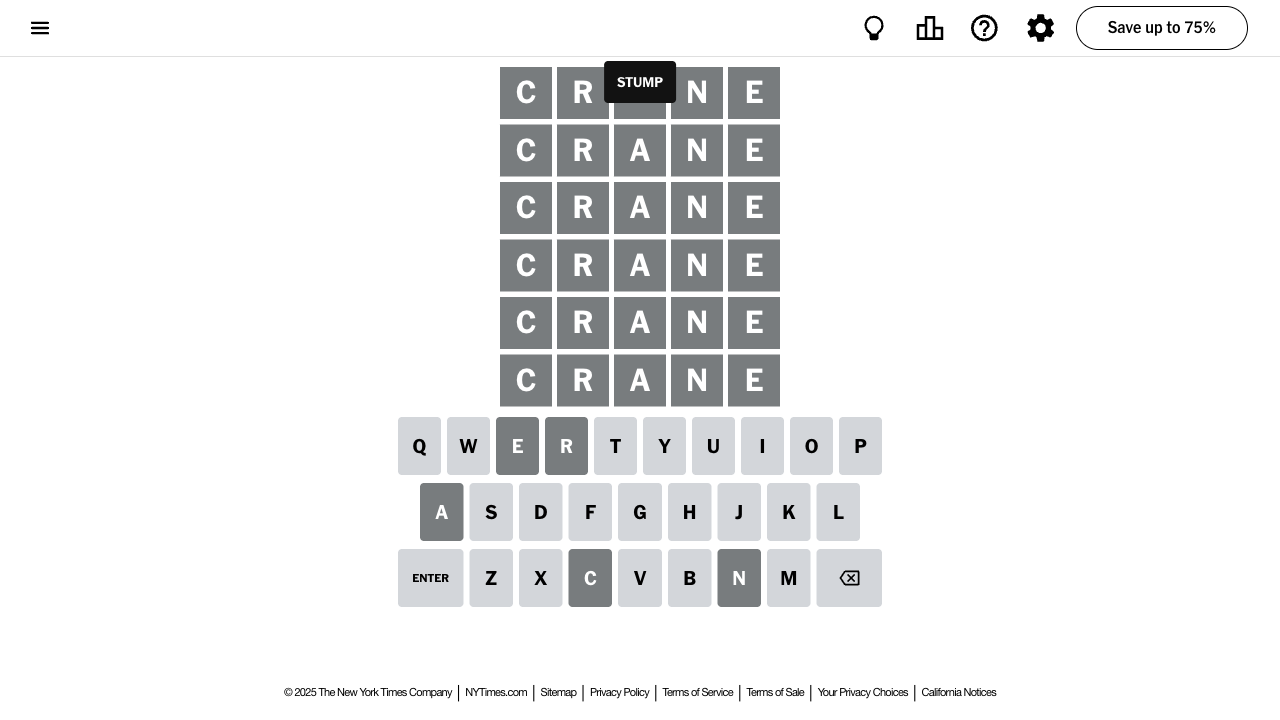 Save up to 75%
STUMP
C R N E
C R A N E
C R A N E
C R A N E
C R A N E
C R A N E
Q W E R T Y U I O P
A S D F G H J K L
ENTER Z X C V B N M
© 2025 The New York Times Company | NYTimes.com | Sitemap | Privacy Policy | Terms of Service | Terms of Sale | Your Privacy Choices | California Notices